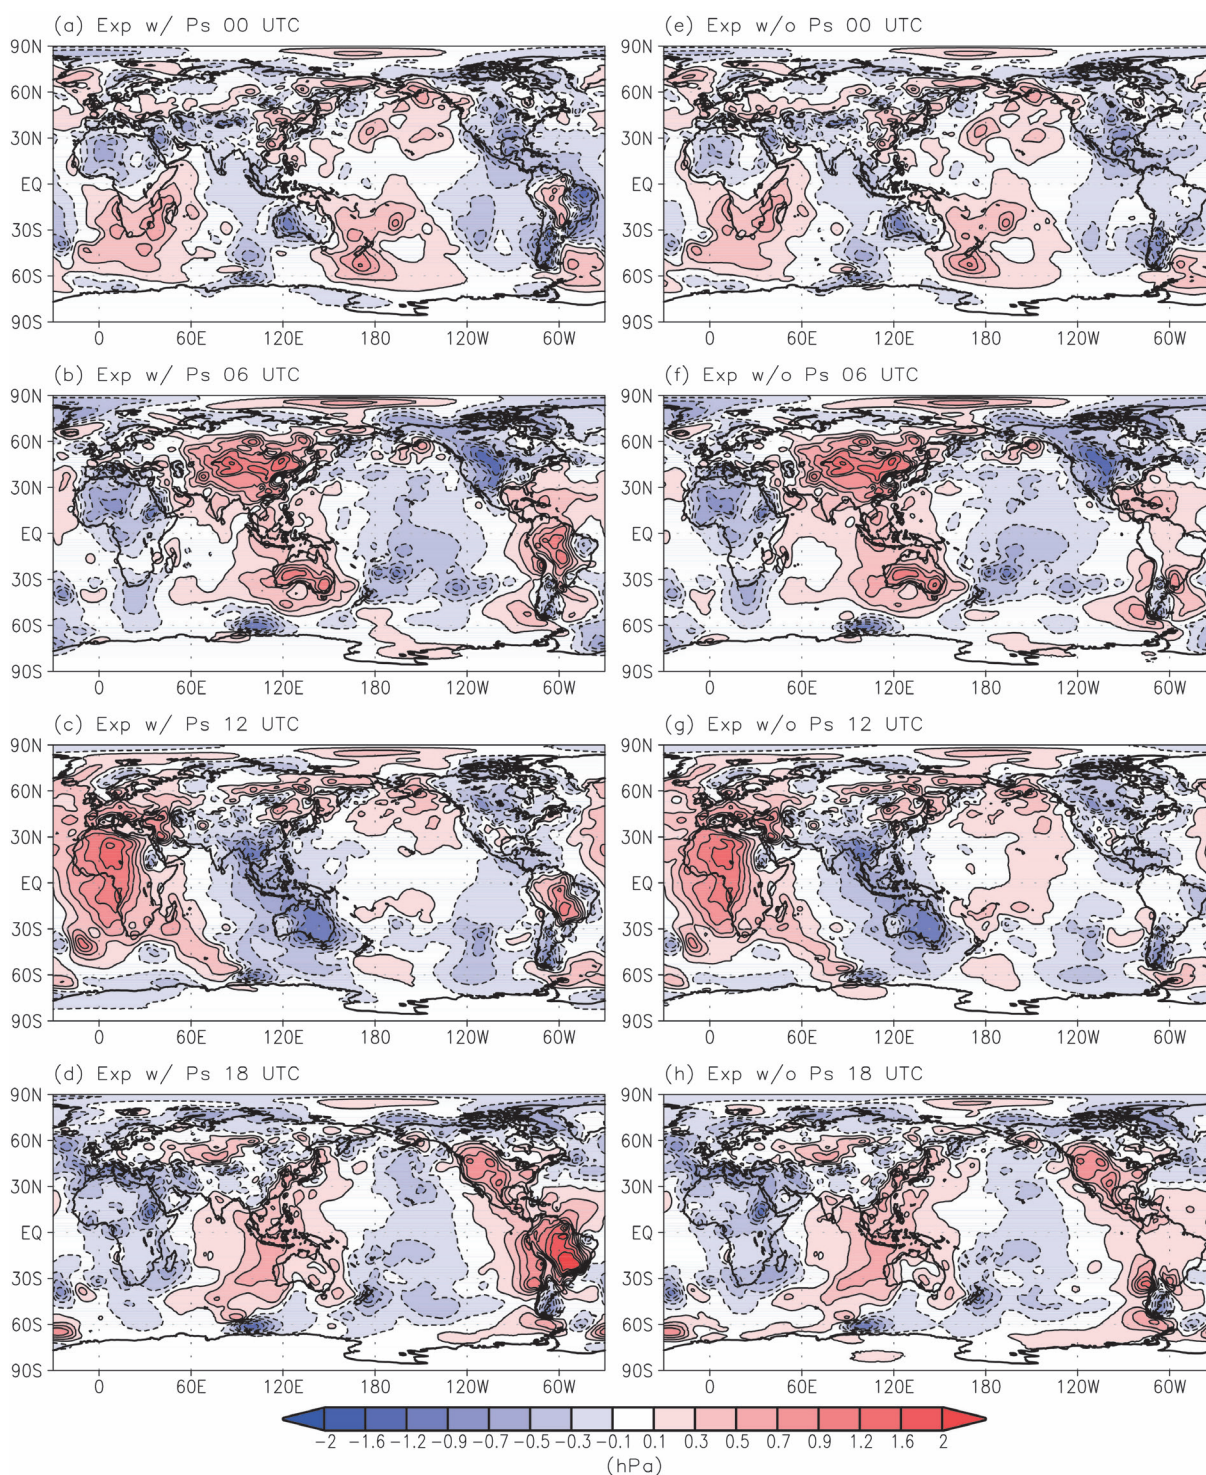 (a) Exp w/ Ps 00 UTC
(e) Exp w/o Ps 00 UTC
90N
60N
30N
EQ
30S
60S
90S
0 60E 120E 180 120W 60W
90N
60N
30N
EQ
30S
60S
90S
0 60E 120E 180 120W 60W
(b) Exp w/ Ps 06 UTC
(f) Exp w/o Ps 06 UTC
90N
60N
30N
EQ
30S
60S
90S
0 60E 120E 180 120W 60W
90N
60N
30N
EQ
30S
60S
90S
0 60E 120E 180 120W 60W
(c) Exp w/ Ps 12 UTC
(g) Exp w/o Ps 12 UTC
90N
60N
30N
EQ
30S
60S
90S
0 60E 120E 180 120W 60W
90N
60N
30N
EQ
30S
60S
90S
0 60E 120E 180 120W 60W
(d) Exp w/ Ps 18 UTC
(h) Exp w/o Ps 18 UTC
90N
60N
30N
EQ
30S
60S
90S
0 60E 120E 180 120W 60W
90N
60N
30N
EQ
30S
60S
90S
0 60E 120E 180 120W 60W
-2 -1.6 -1.2 -0.9 -0.7 -0.5 -0.3 -0.1 0.1 0.3 0.5 0.7 0.9 1.2 1.6 2
(hPa)